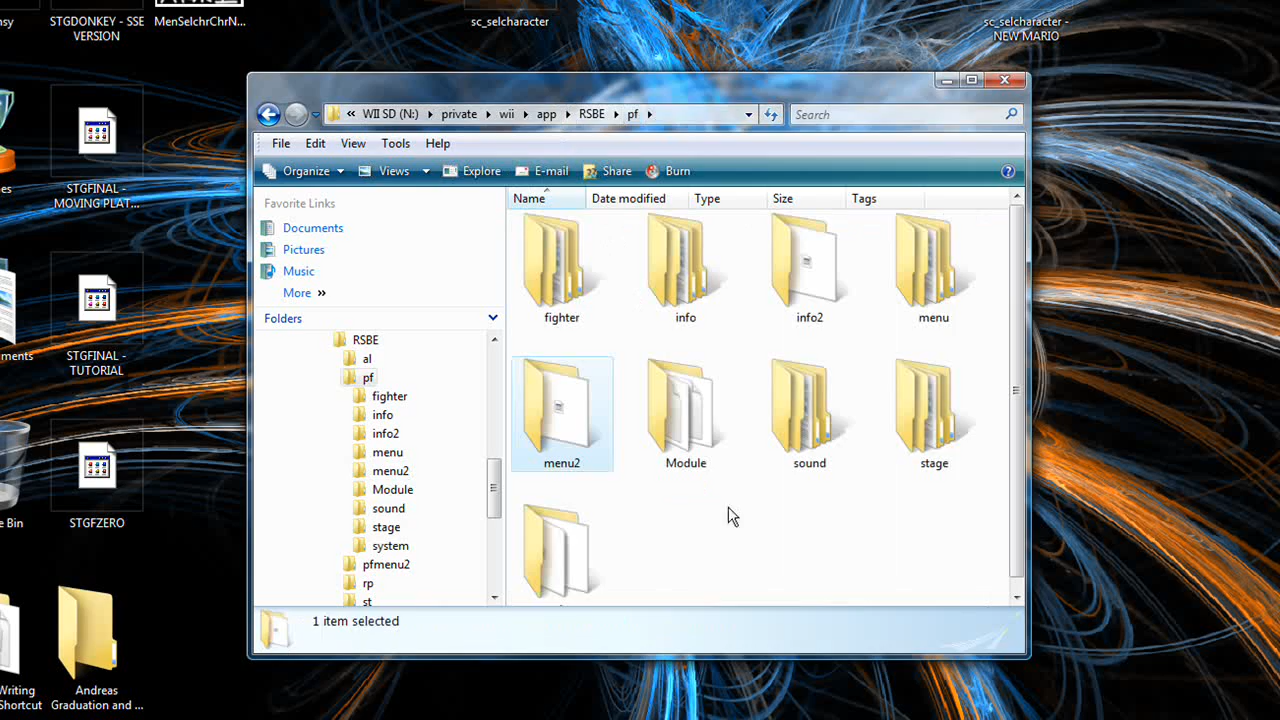 STGDONKEY - SSE
VERSION
MenSelchrChrN...
sc_selcharacter
sc_selcharacter -
NEW MARIO
STGFINAL -
MOVING PLAT...
STGFINAL -
TUTORIAL
STGFZERO
Writing
Shortcut
Andreas
Graduation and ...
« WII SD (N:) private wii app RSBE pf
Search
File Edit View Tools Help
Organize Views Explore E-mail Share Burn
Favorite Links
Documents
Pictures
Music
More »
Folders
RSBE
al
pf
fighter
info
info2
menu
menu2
Module
sound
stage
system
pfmenu2
rp
st
Name Date modified Type Size Tags
fighter info info2 menu
menu2 Module sound stage
1 item selected